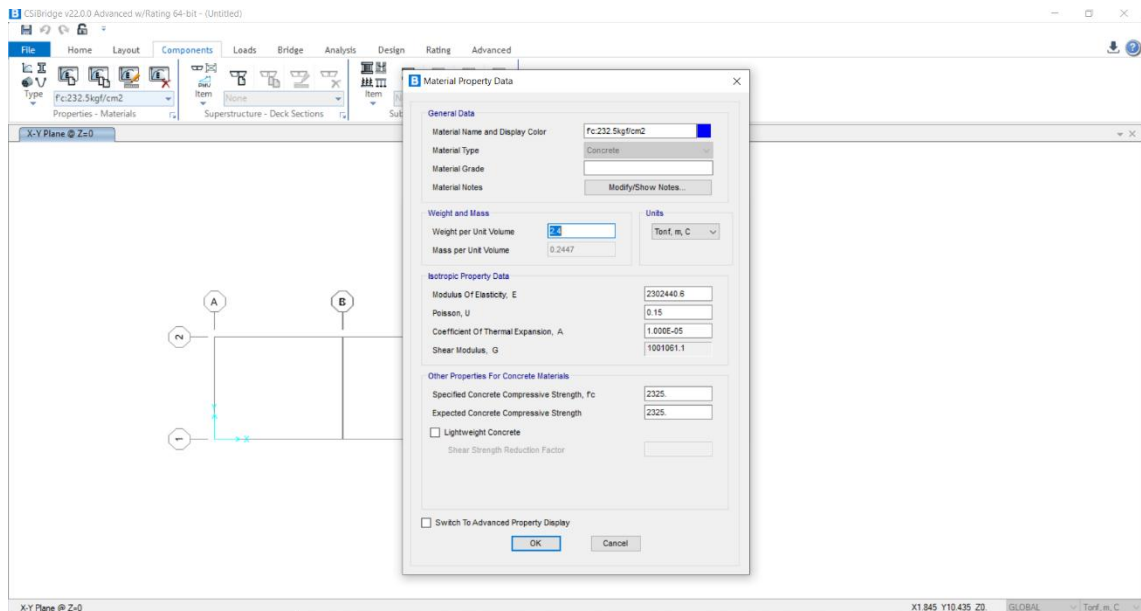 CSiBridge v22.0.0 Advanced w/Rating 64-bit - (Untitled)
File Home Layout Components Loads Bridge Analysis Design Rating Advanced
Type
f'c:232.5kgf/cm2
Item
None
Item
Properties - Materials
Superstructure - Deck Sections
Sub
X-Y Plane @ Z=0
A
B
2
1
X
Material Property Data
General Data
Material Name and Display Color f'c:232.5kgf/cm2
Material Type Concrete
Material Grade
Material Notes Modify/Show Notes...
Weight and Mass Units
Weight per Unit Volume 2.4 Tonf, m, C
Mass per Unit Volume 0.2447
Isotropic Property Data
Modulus Of Elasticity, E 2302440.6
Poisson, U 0.15
Coefficient Of Thermal Expansion, A 1.000E-05
Shear Modulus, G 1001061.1
Other Properties For Concrete Materials
Specified Concrete Compressive Strength, f'c 2325.
Expected Concrete Compressive Strength 2325.
Lightweight Concrete
Shear Strength Reduction Factor
Switch To Advanced Property Display
OK Cancel
X-Y Plane @ Z=0 X1.845 Y10.435 Z0. GLOBAL Tonf, m, C